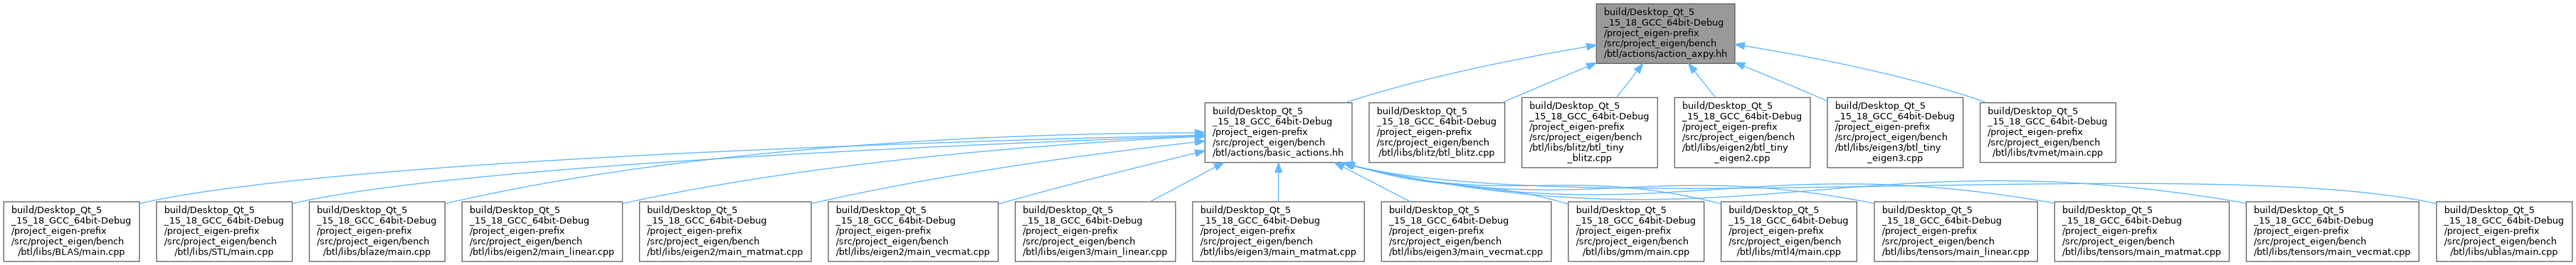 build/Desktop_Qt_5
_15_18_GCC_64bit-Debug
/project_eigen-prefix
/src/project_eigen/bench
/btl/actions/action_axpy.hh
build/Desktop_Qt_5
_15_18_GCC_64bit-Debug
/project_eigen-prefix
/src/project_eigen/bench
/btl/actions/basic_actions.hh
build/Desktop_Qt_5
_15_18_GCC_64bit-Debug
/project_eigen-prefix
/src/project_eigen/bench
/btl/libs/blitz/btl_blitz.cpp
build/Desktop_Qt_5
_15_18_GCC_64bit-Debug
/project_eigen-prefix
/src/project_eigen/bench
/btl/libs/blitz/btl_tiny
_blitz.cpp
build/Desktop_Qt_5
_15_18_GCC_64bit-Debug
/project_eigen-prefix
/src/project_eigen/bench
/btl/libs/eigen2/btl_tiny
_eigen2.cpp
build/Desktop_Qt_5
_15_18_GCC_64bit-Debug
/project_eigen-prefix
/src/project_eigen/bench
/btl/libs/eigen3/btl_tiny
_eigen3.cpp
build/Desktop_Qt_5
_15_18_GCC_64bit-Debug
/project_eigen-prefix
/src/project_eigen/bench
/btl/libs/tvmet/main.cpp
build/Desktop_Qt_5
_15_18_GCC_64bit-Debug
/project_eigen-prefix
/src/project_eigen/bench
/btl/libs/BLAS/main.cpp
build/Desktop_Qt_5
_15_18_GCC_64bit-Debug
/project_eigen-prefix
/src/project_eigen/bench
/btl/libs/STL/main.cpp
build/Desktop_Qt_5
_15_18_GCC_64bit-Debug
/project_eigen-prefix
/src/project_eigen/bench
/btl/libs/blaze/main.cpp
build/Desktop_Qt_5
_15_18_GCC_64bit-Debug
/project_eigen-prefix
/src/project_eigen/bench
/btl/libs/eigen2/main_linear.cpp
build/Desktop_Qt_5
_15_18_GCC_64bit-Debug
/project_eigen-prefix
/src/project_eigen/bench
/btl/libs/eigen2/main_matmat.cpp
build/Desktop_Qt_5
_15_18_GCC_64bit-Debug
/project_eigen-prefix
/src/project_eigen/bench
/btl/libs/eigen2/main_vecmat.cpp
build/Desktop_Qt_5
_15_18_GCC_64bit-Debug
/project_eigen-prefix
/src/project_eigen/bench
/btl/libs/eigen3/main_linear.cpp
build/Desktop_Qt_5
_15_18_GCC_64bit-Debug
/project_eigen-prefix
/src/project_eigen/bench
/btl/libs/eigen3/main_matmat.cpp
build/Desktop_Qt_5
_15_18_GCC_64bit-Debug
/project_eigen-prefix
/src/project_eigen/bench
/btl/libs/eigen3/main_vecmat.cpp
build/Desktop_Qt_5
_15_18_GCC_64bit-Debug
/project_eigen-prefix
/src/project_eigen/bench
/btl/libs/gmm/main.cpp
build/Desktop_Qt_5
_15_18_GCC_64bit-Debug
/project_eigen-prefix
/src/project_eigen/bench
/btl/libs/mtl4/main.cpp
build/Desktop_Qt_5
_15_18_GCC_64bit-Debug
/project_eigen-prefix
/src/project_eigen/bench
/btl/libs/tensors/main_linear.cpp
build/Desktop_Qt_5
_15_18_GCC_64bit-Debug
/project_eigen-prefix
/src/project_eigen/bench
/btl/libs/tensors/main_matmat.cpp
build/Desktop_Qt_5
_15_18_GCC_64bit-Debug
/project_eigen-prefix
/src/project_eigen/bench
/btl/libs/tensors/main_vecmat.cpp
build/Desktop_Qt_5
_15_18_GCC_64bit-Debug
/project_eigen-prefix
/src/project_eigen/bench
/btl/libs/ublas/main.cpp